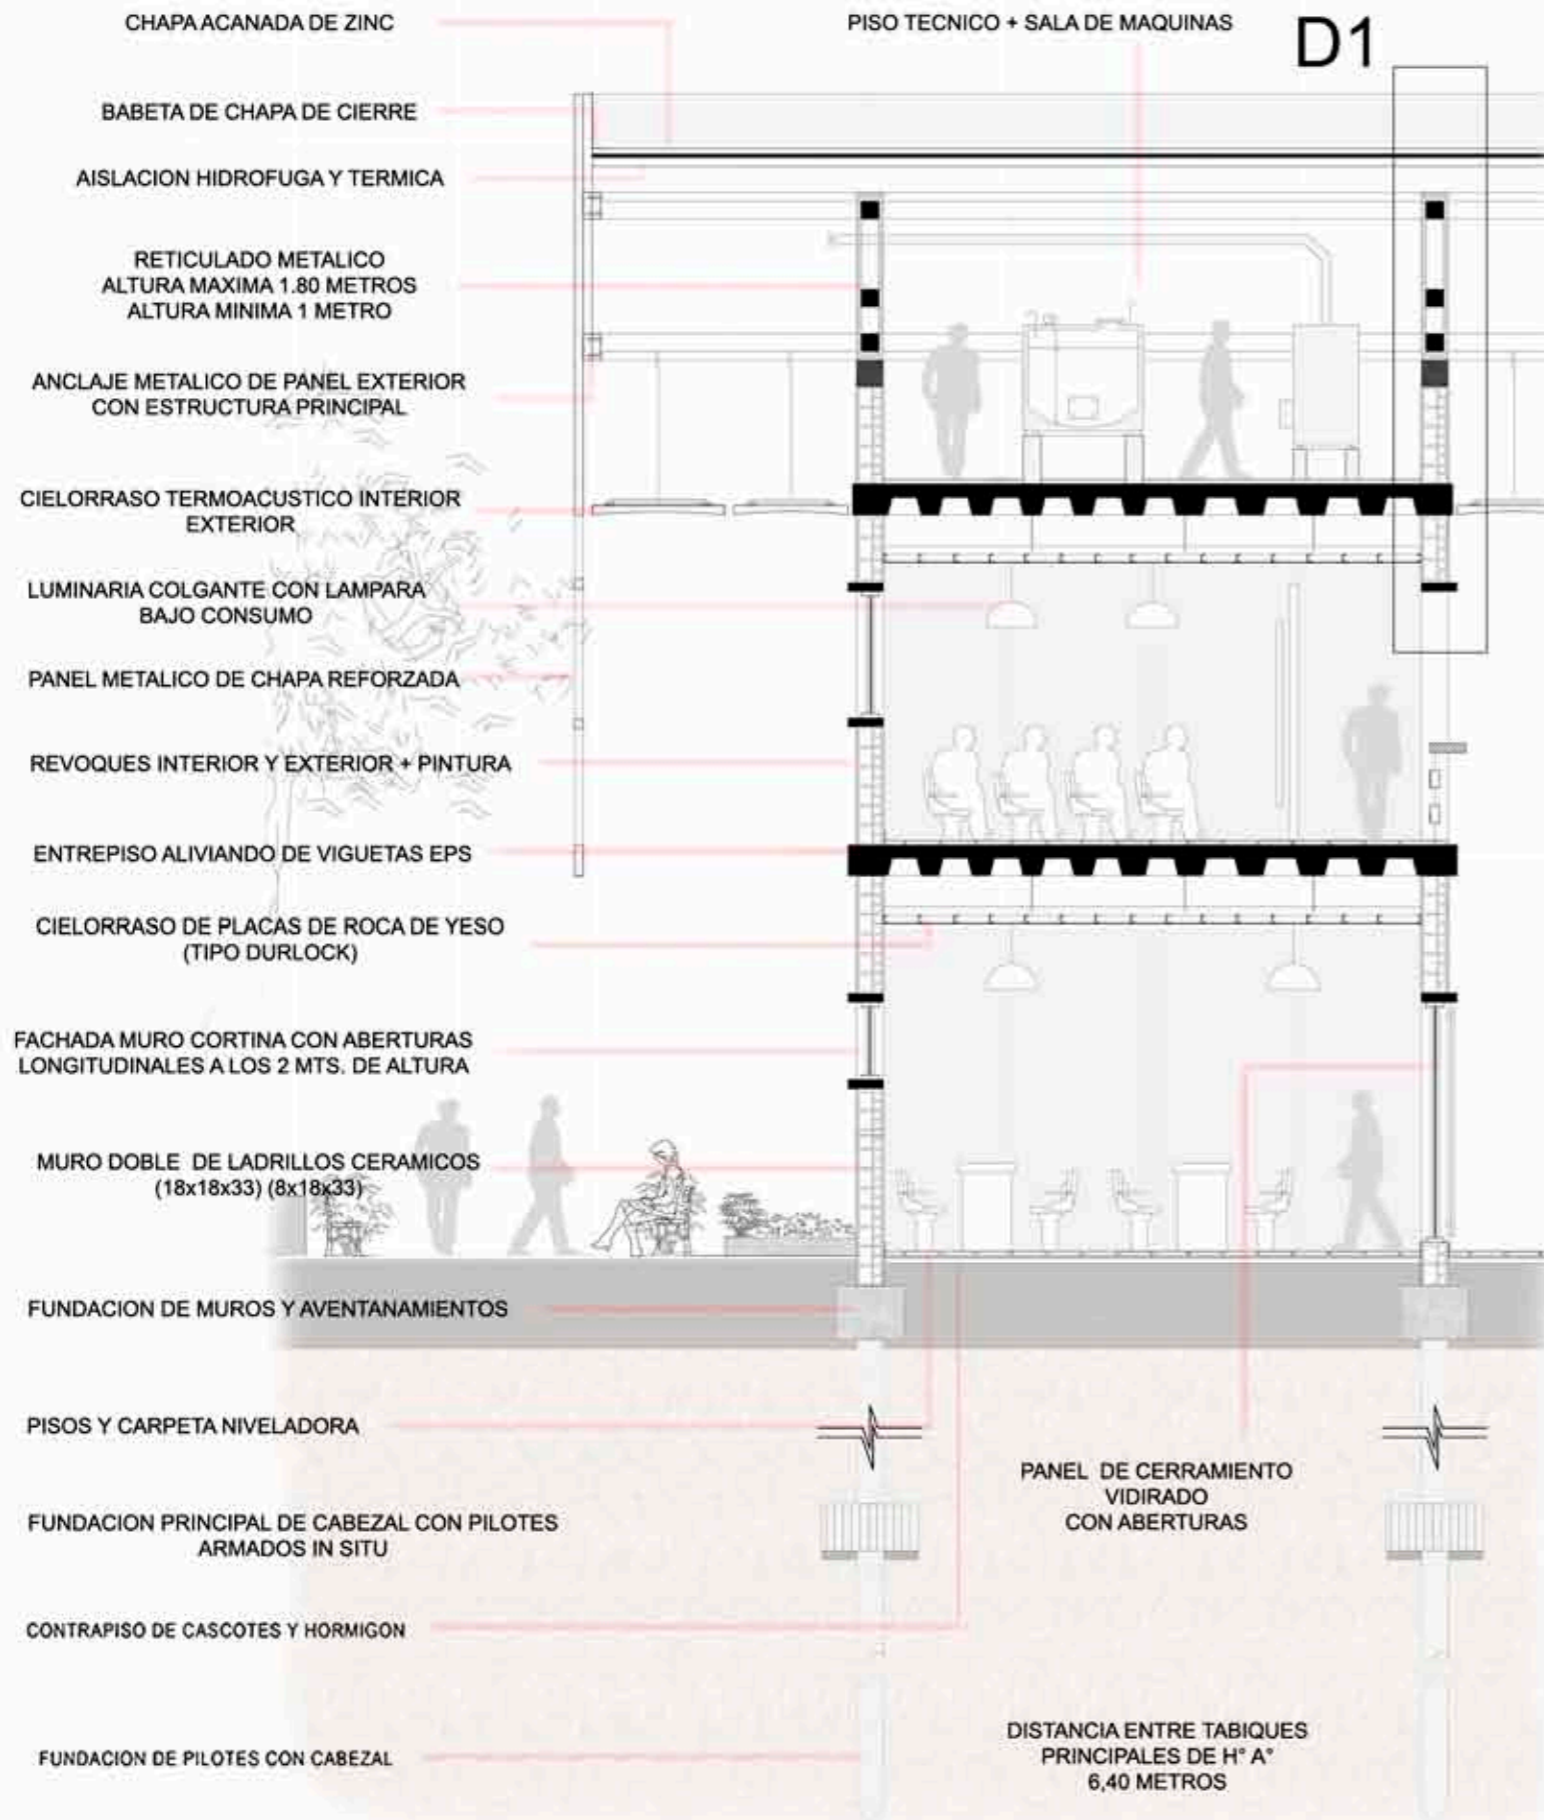 CHAPA ACANADA DE ZINC
PISO TECNICO + SALA DE MAQUINAS
D1
BABETA DE CHAPA DE CIERRE
AISLACION HIDROFUGA Y TERMICA
RETICULADO METALICO
ALTURA MAXIMA 1.80 METROS
ALTURA MINIMA 1 METRO
ANCLAJE METALICO DE PANEL EXTERIOR
CON ESTRUCTURA PRINCIPAL
CIELORRASO TERMOACUSTICO INTERIOR
EXTERIOR
LUMINARIA COLGANTE CON LAMPARA
BAJO CONSUMO
PANEL METALICO DE CHAPA REFORZADA
REVOQUES INTERIOR Y EXTERIOR + PINTURA
ENTREPISO ALIVIANDO DE VIGUETAS EPS
CIELORRASO DE PLACAS DE ROCA DE YESO
(TIPO DURLOCK)
FACHADA MURO CORTINA CON ABERTURAS
LONGITUDINALES A LOS 2 MTS. DE ALTURA
MURO DOBLE DE LADRILLOS CERAMICOS
(18x18x33) (8x18x33)
FUNDACION DE MUROS Y AVENTANAMIENTOS
PISOS Y CARPETA NIVELADORA
PANEL DE CERRAMIENTO
VIDIRADO
CON ABERTURAS
FUNDACION PRINCIPAL DE CABEZAL CON PILOTES
ARMADOS IN SITU
CONTRAPISO DE CASCOTES Y HORMIGON
FUNDACION DE PILOTES CON CABEZAL
DISTANCIA ENTRE TABIQUES
PRINCIPALES DE H° A°
6,40 METROS